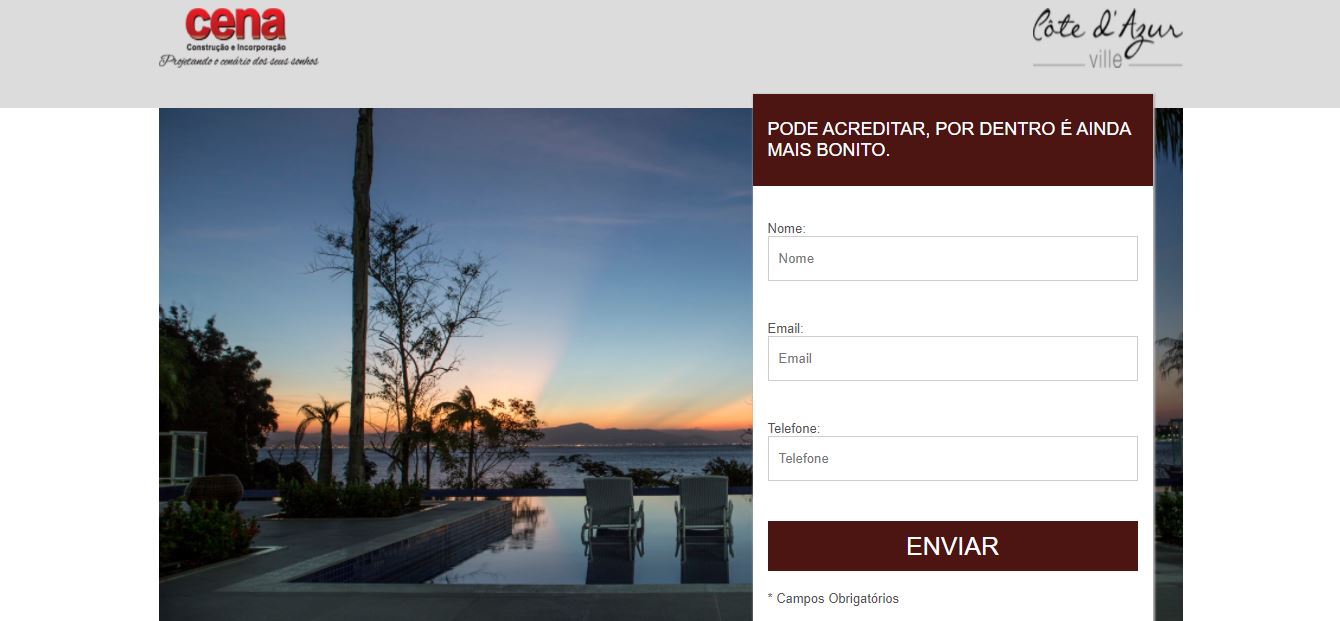 cena
Construção e Incorporação
Projetando o cenário dos seus sonhos
Côte d'Azur
ville
PODE ACREDITAR, POR DENTRO É AINDA
MAIS BONITO.
Nome:
Nome
Email:
Email
Telefone:
Telefone
ENVIAR
* Campos Obrigatórios